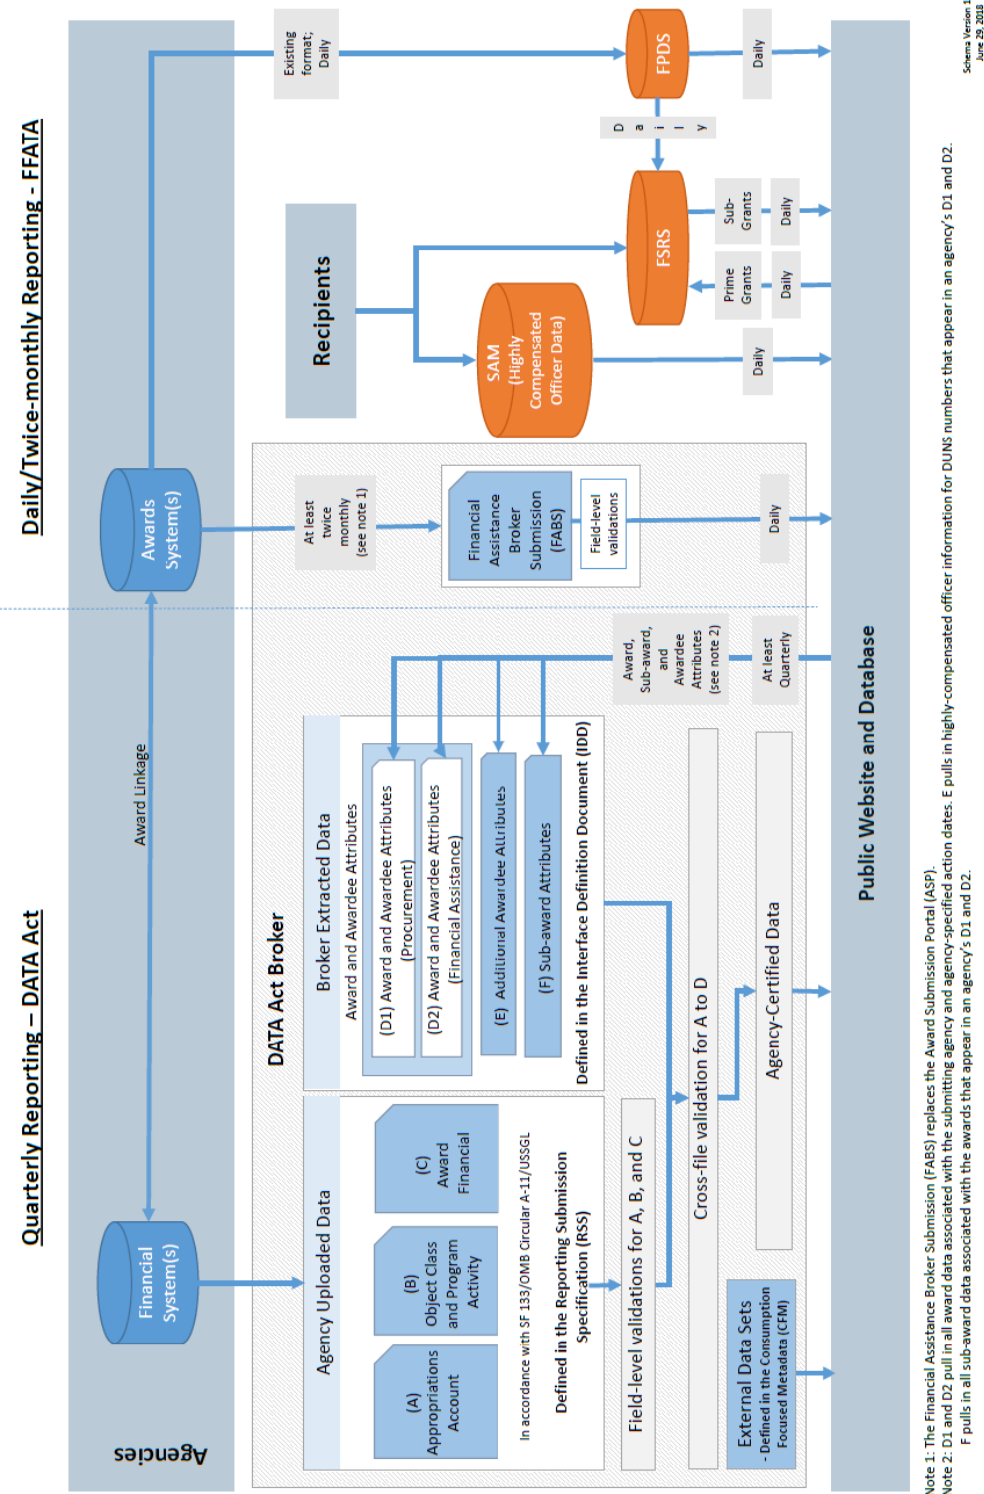 Quarterly Reporting – DATA Act
Daily/Twice-monthly Reporting - FFATA
Agencies
Financial
System(s)
Award Linkage
Awards
System(s)
Existing
format;
Daily
Recipients
DATA Act Broker
Agency Uploaded Data
(A)
Appropriations
Account
(B)
Object Class
and Program
Activity
(C)
Award
Financial
In accordance with SF 133/OMB Circular A-11/USSGL
Defined in the Reporting Submission
Specification (RSS)
Broker Extracted Data
Award and Awardee Attributes
(D1) Award and Awardee Attributes
(Procurement)
(D2) Award and Awardee Attributes
(Financial Assistance)
(E) Additional Awardee Attributes
(F) Sub-award Attributes
Defined in the Interface Definition Document (IDD)
Field-level validations for A, B, and C
Cross-file validation for A to D
Agency-Certified Data
External Data Sets
- Defined in the Consumption
Focused Metadata (CFM)
Award,
Sub-award,
and
Awardee
Attributes
(see note 2)
At least
Quarterly
At least
twice
monthly
(see note 1)
Financial
Assistance
Broker
Submission
(FABS)
Field-level
validations
Daily
SAM
(Highly
Compensated
Officer Data)
Daily
FSRS
Prime
Grants
Daily
Sub-
Grants
Daily
D
a
i
l
y
FPDS
Daily
Public Website and Database
Note 1: The Financial Assistance Broker Submission (FABS) replaces the Award Submission Portal (ASP).
Note 2: D1 and D2 pull in all award data associated with the submitting agency and agency-specified action dates. E pulls in highly-compensated officer information for DUNS numbers that appear in an agency's D1 and D2.
F pulls in all sub-award data associated with the awards that appear in an agency's D1 and D2.
Schema Version 1
June 29, 2018